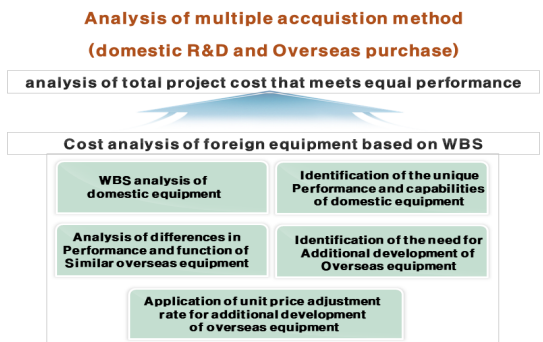 Analysis of multiple accquistion method
(domestic R&D and Overseas purchase)
analysis of total project cost that meets equal performance
Cost analysis of foreign equipment based on WBS
WBS analysis of
domestic equipment
Identification of the unique
Performance and capabilities
of domestic equipment
Analysis of differences in
Performance and function of
Similar overseas equipment
Identification of the need for
Additional development of
Overseas equipment
Application of unit price adjustment
rate for additional development
of overseas equipment